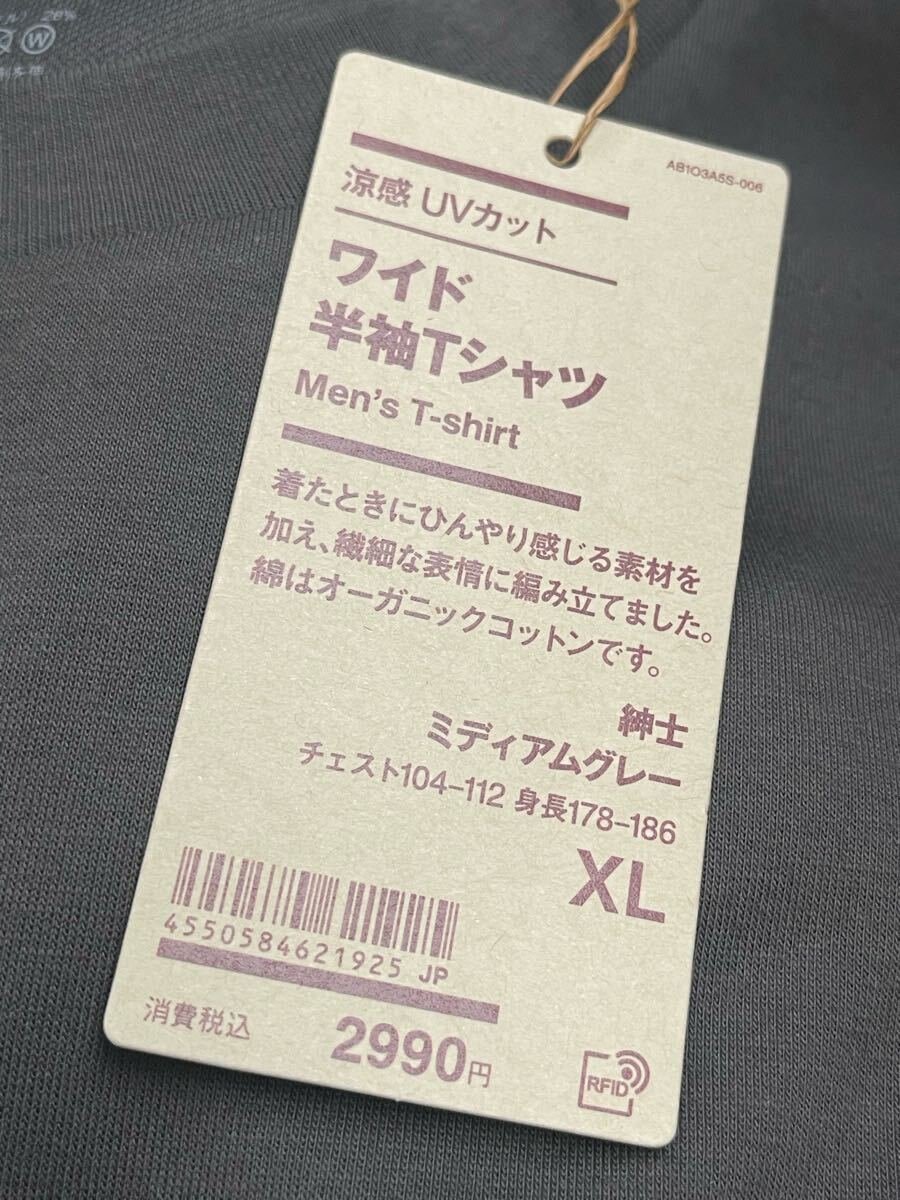 28%
W
AB1O3A5S-006
涼感 UVカット
ワイド
半袖Tシャツ
Men's T-shirt
着たときにひんやり感じる素材を
加え、繊細な表情に編み立てました。
綿はオーガニックコットンです。
紳士
ミディアムグレー
チェスト104-112 身長178-186
XL
4550584621925 JP
消費税込 2990円
RFID